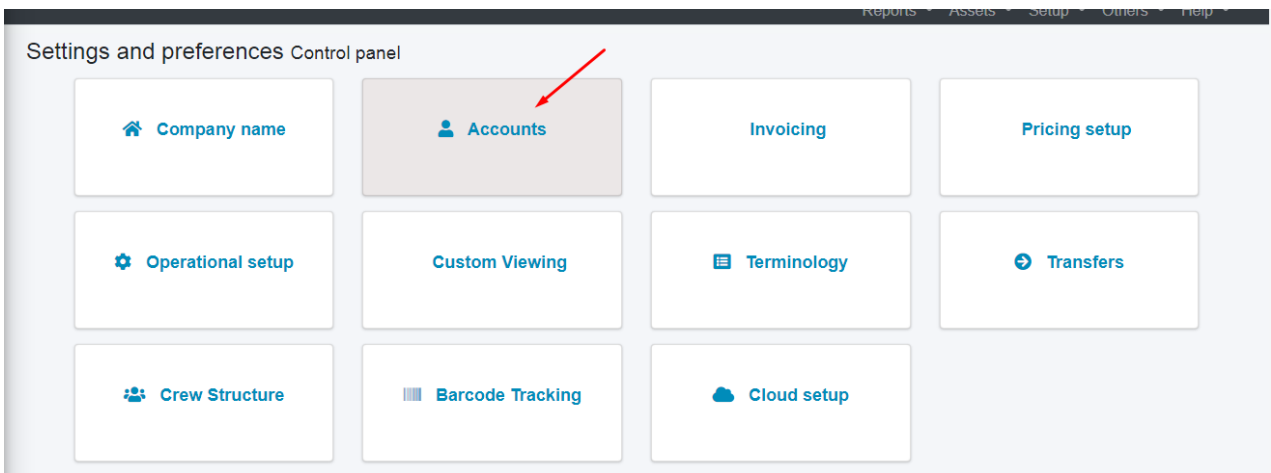 Reports Assets Setup Others Help
Settings and preferences Control panel
Company name
Accounts
Invoicing
Pricing setup
Operational setup
Custom Viewing
Terminology
Transfers
Crew Structure
Barcode Tracking
Cloud setup